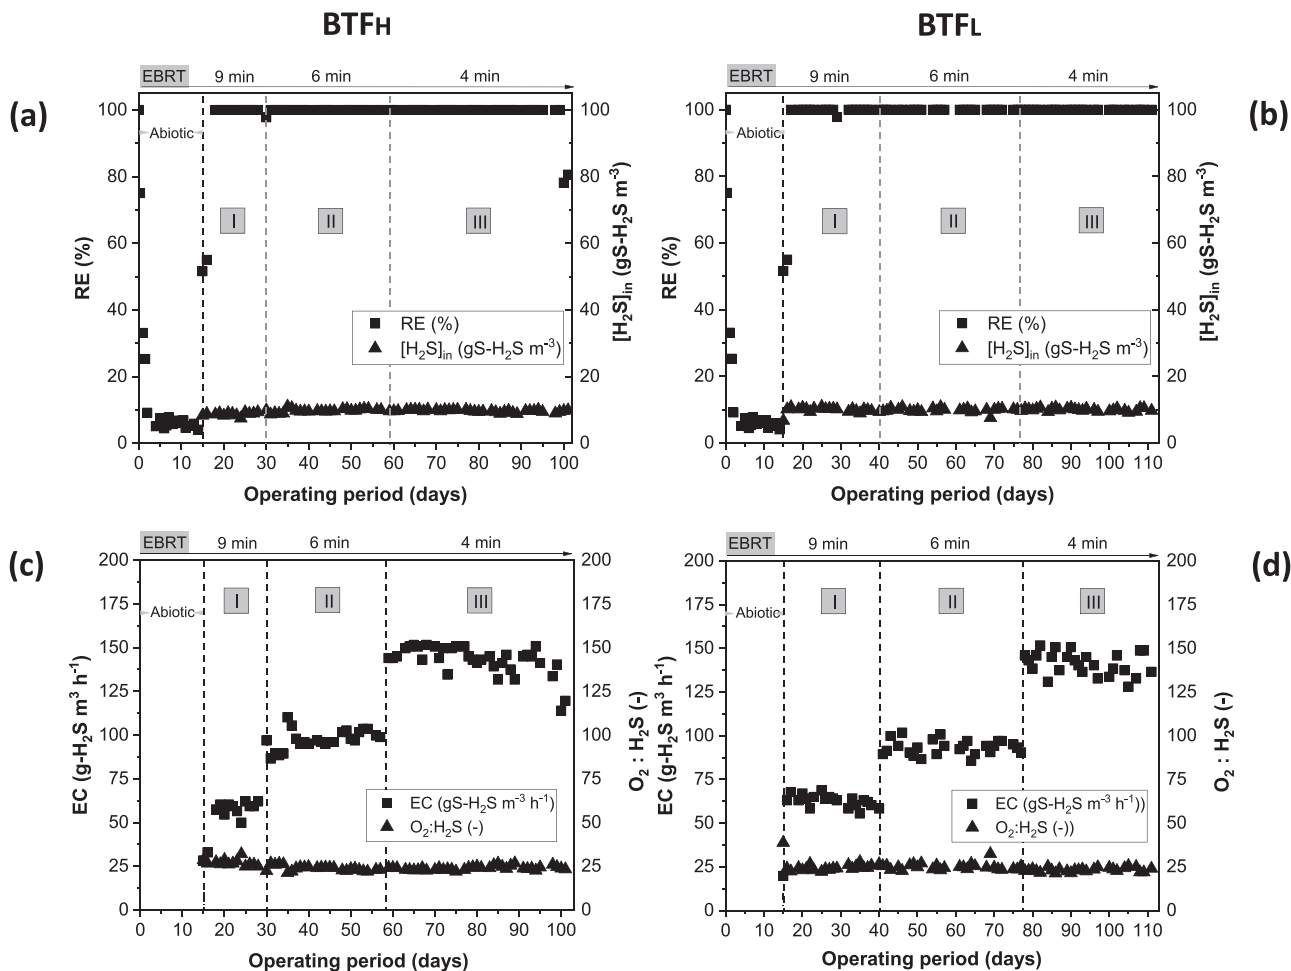 BTFH
BTFL
(a)
EBRT 9 min 6 min 4 min
Abiotic
I II III
RE (%)
[H2S]in (gS-H2S m-3)
[H2S]in (gS-H2S m-3)
RE (%)
0 20 40 60 80 100
0 20 40 60 80 100
0 10 20 30 40 50 60 70 80 90 100
Operating period (days)
(b)
EBRT 9 min 6 min 4 min
Abiotic
I II III
RE (%)
[H2S]in (gS-H2S m-3)
[H2S]in (gS-H2S m-3)
RE (%)
0 20 40 60 80 100
0 20 40 60 80 100
0 10 20 30 40 50 60 70 80 90 100 110
Operating period (days)
(c)
EBRT 9 min 6 min 4 min
Abiotic
I II III
EC (gS-H2S m-3 h-1)
O2:H2S (-)
EC (g-H2S m3 h-1)
O2 : H2S (-)
0 25 50 75 100 125 150 175 200
0 25 50 75 100 125 150 175 200
0 10 20 30 40 50 60 70 80 90 100
Operating period (days)
(d)
EBRT 9 min 6 min 4 min
Abiotic
I II III
EC (gS-H2S m-3 h-1))
O2:H2S (-))
EC (g-H2S m3 h-1)
O2 : H2S (-)
0 25 50 75 100 125 150 175 200
0 25 50 75 100 125 150 175 200
0 10 20 30 40 50 60 70 80 90 100 110
Operating period (days)